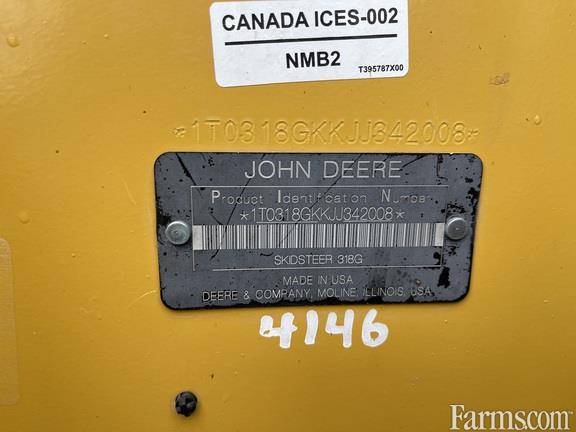 CANADA ICES-002
NMB2
T395787X00
*1T0318GKKJJ342008*
JOHN DEERE
Product Identification Number
*1T0318GKKJJ342008*
SKIDSTEER 318G
MADE IN USA
DEERE & COMPANY, MOLINE, ILLINOIS, USA
4146
Farms.com